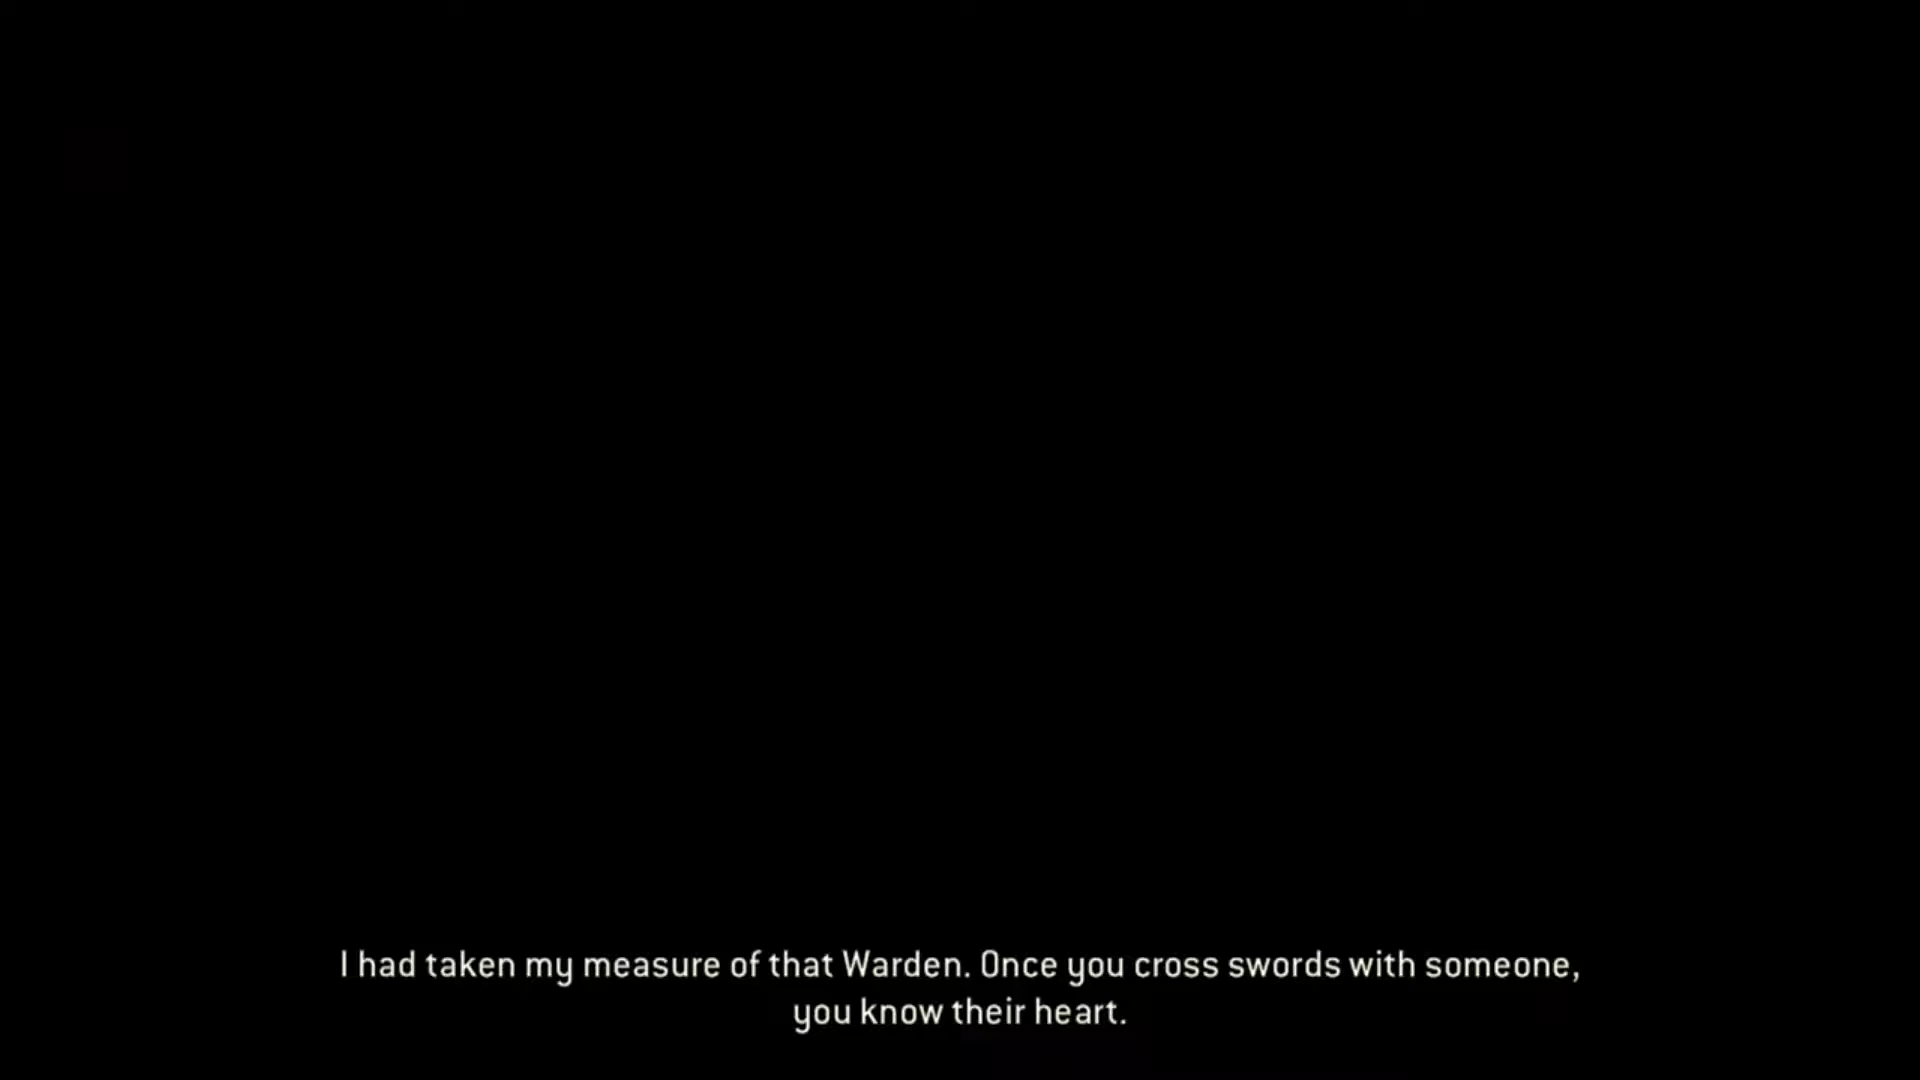 I had taken my measure of that Warden. Once you cross swords with someone,
you know their heart.